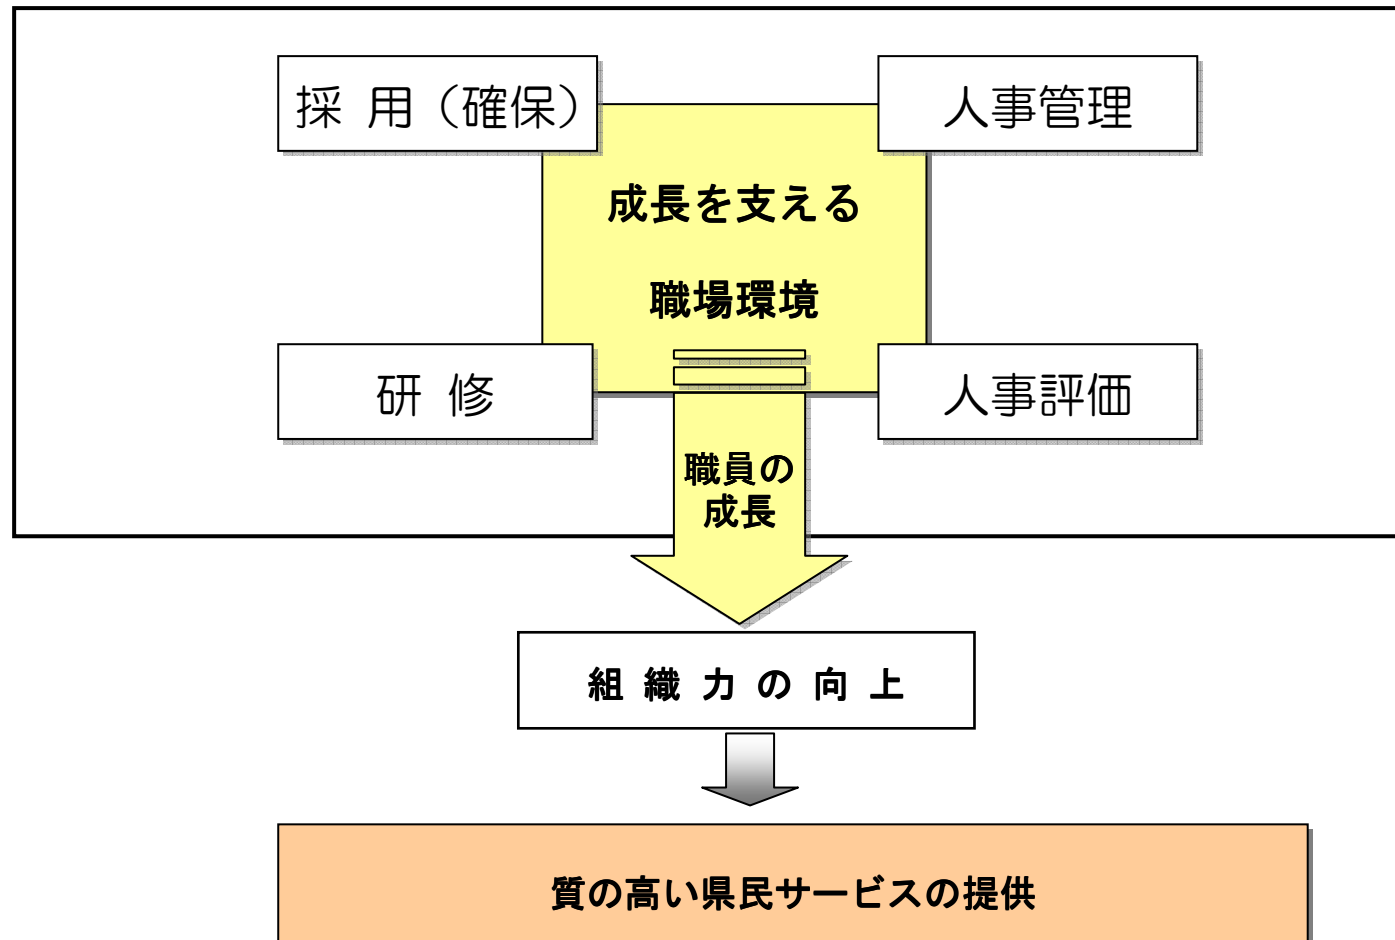 採 用（確保）
人事管理
成長を支える
職場環境
研 修
人事評価
職員の
成長
組 織 力 の 向 上
質の高い県民サービスの提供